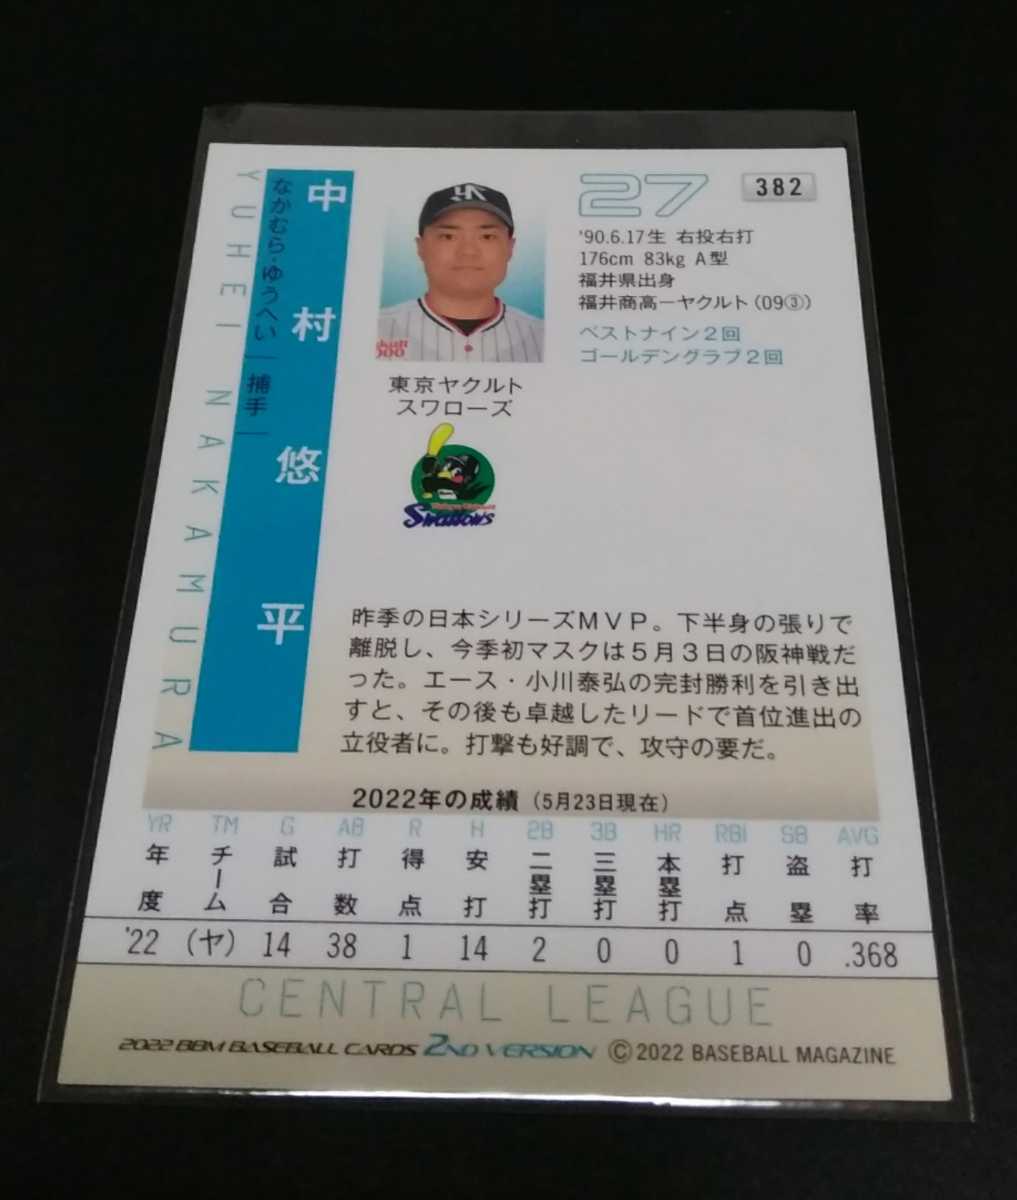 27
382
'90.6.17生 右投右打
176cm 83kg A型
福井県出身
福井商高－ヤクルト(09③)
ベストナイン2回
ゴールデングラブ2回
中村悠平
なかむら・ゆうへい｜捕手｜
YUHEI NAKAMURA
東京ヤクルト
スワローズ
Swallows
昨季の日本シリーズMVP。下半身の張りで
離脱し、今季初マスクは5月3日の阪神戦だ
った。エース・小川泰弘の完封勝利を引き出
すと、その後も卓越したリードで首位進出の
立役者に。打撃も好調で、攻守の要だ。
2022年の成績(5月23日現在)
YR TM G AB R H 2B 3B HR RBI SB AVG
年度 チーム 試合 打数 得点 安打 二塁打 三塁打 本塁打 打点 盗塁 打率
'22 (ヤ) 14 38 1 14 2 0 0 1 0 .368
CENTRAL LEAGUE
2022 BBM BASEBALL CARDS 2ND VERSION ©2022 BASEBALL MAGAZINE